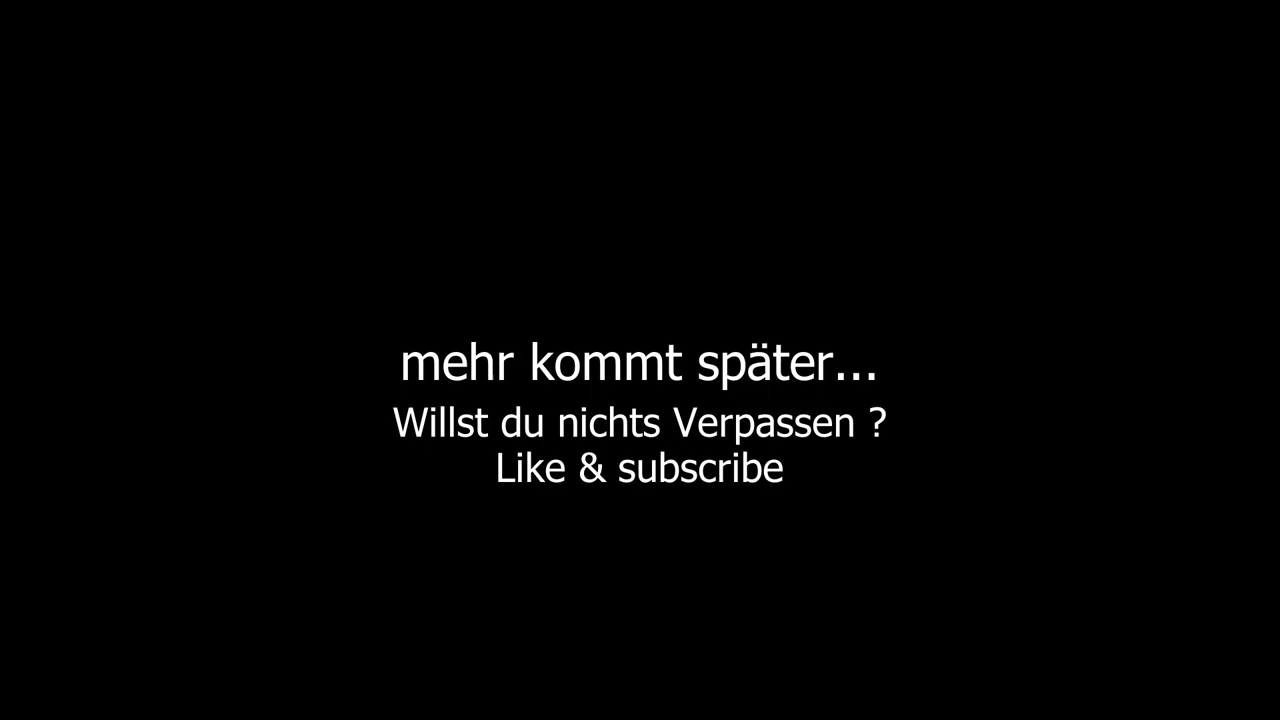 mehr kommt später...
Willst du nichts Verpassen ?
Like & subscribe